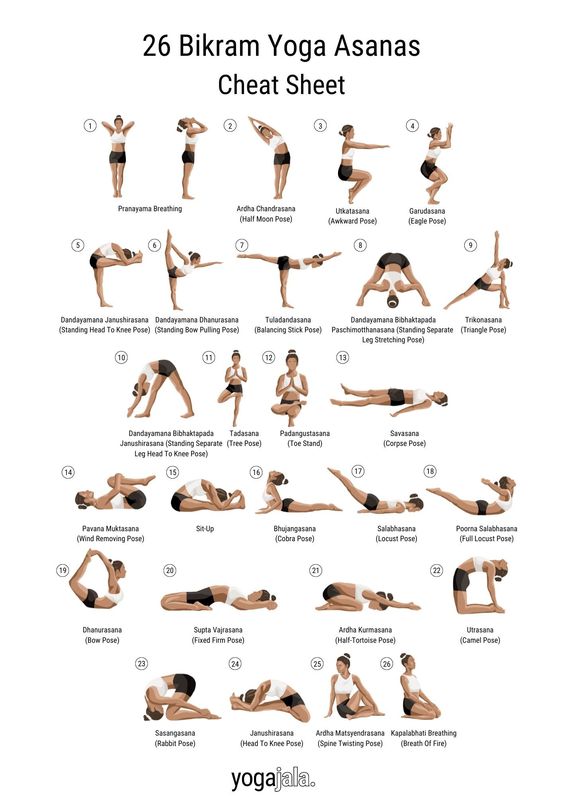 26 Bikram Yoga Asanas
Cheat Sheet
1
2
3
4
Pranayama Breathing
Ardha Chandrasana
(Half Moon Pose)
Utkatasana
(Awkward Pose)
Garudasana
(Eagle Pose)
5
6
7
8
9
Dandayamana Janushirasana
(Standing Head To Knee Pose)
Dandayamana Dhanurasana
(Standing Bow Pulling Pose)
Tuladandasana
(Balancing Stick Pose)
Dandayamana Bibhaktapada
Paschimotthanasana (Standing Separate
Leg Stretching Pose)
Trikonasana
(Triangle Pose)
10
11
12
13
Dandayamana Bibhaktapada
Janushirasana (Standing Separate
Leg Head To Knee Pose)
Tadasana
(Tree Pose)
Padangustasana
(Toe Stand)
Savasana
(Corpse Pose)
14
15
16
17
18
Pavana Muktasana
(Wind Removing Pose)
Sit-Up
Bhujangasana
(Cobra Pose)
Salabhasana
(Locust Pose)
Poorna Salabhasana
(Full Locust Pose)
19
20
21
22
Dhanurasana
(Bow Pose)
Supta Vajrasana
(Fixed Firm Pose)
Ardha Kurmasana
(Half-Tortoise Pose)
Utrasana
(Camel Pose)
23
24
25
26
Sasangasana
(Rabbit Pose)
Janushirasana
(Head To Knee Pose)
Ardha Matsyendrasana
(Spine Twisting Pose)
Kapalabhati Breathing
(Breath Of Fire)
yogajala.